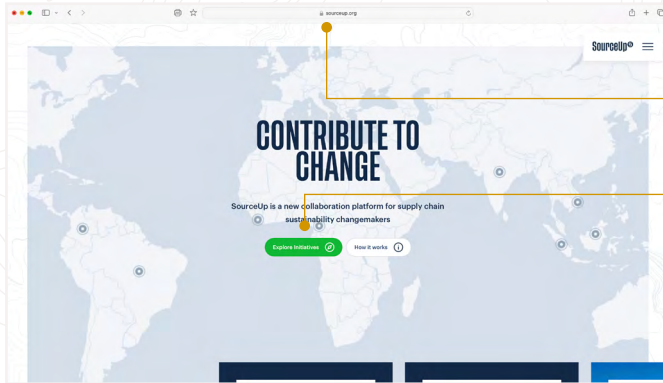 sourceup.org
SourceUp
CONTRIBUTE TO
CHANGE
SourceUp is a new collaboration platform for supply chain
sustainability changemakers
Explore Initiatives
How it works